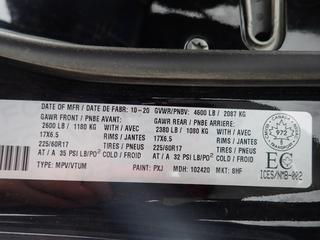 DATE OF MFR / DATE DE FABR: 10-20 GVWR/PNBV: 4600 LB / 2087 KG
GAWR FRONT / PNBE AVANT: GAWR REAR / PNBE ARRIERE:
2600 LB / 1180 KG WITH / AVEC 2380 LB / 1080 KG WITH / AVEC
17X6.5 RIMS / JANTES 17X6.5 RIMS / JANTES
225/60R17 TIRES / PNEUS 225/60R17 TIRES / PNEUS
AT / A 35 PSI LB/PO² COLD / FROID AT / A 32 PSI LB/PO² COLD / FROID
TYPE: MPV/VTUM PAINT: PXJ MDH: 102420 MKT: 8HF
CANADA
972
EC
ICES/NMB-002